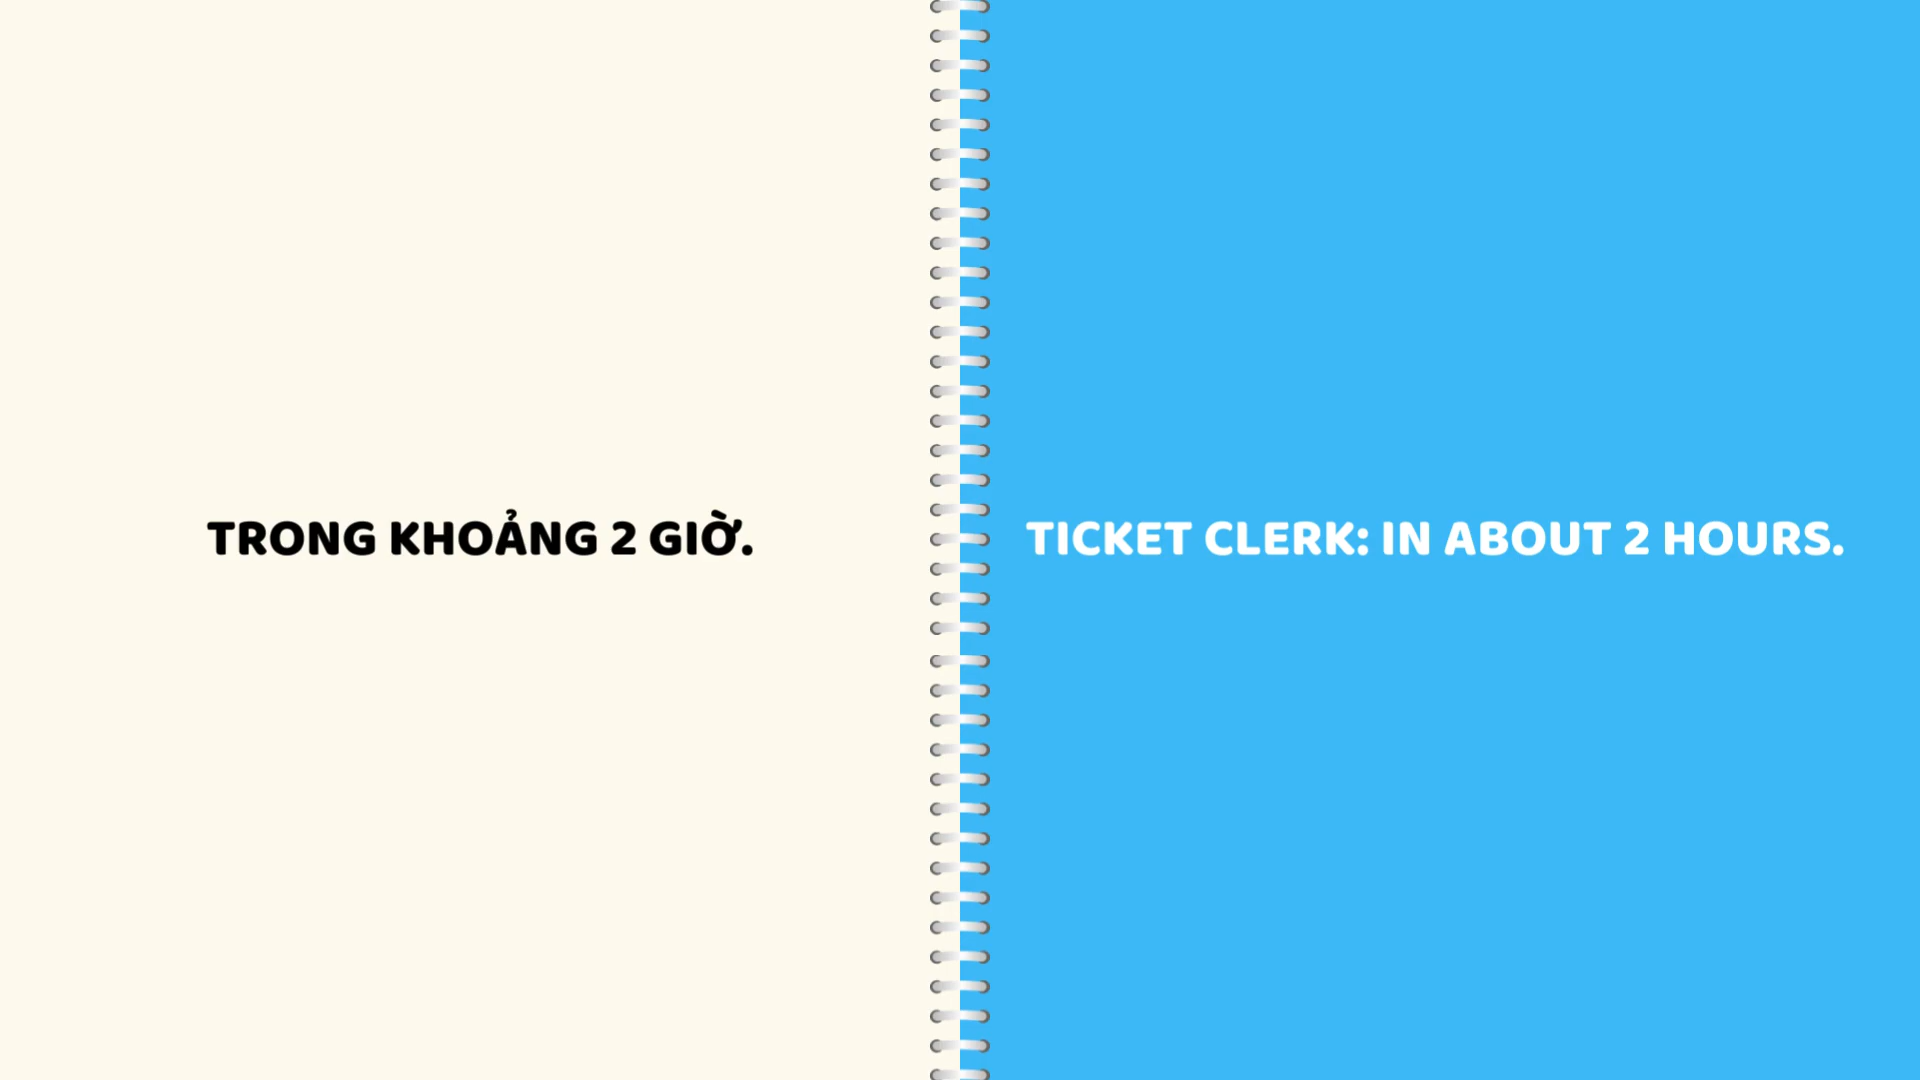 TRONG KHOẢNG 2 GIỜ.
TICKET CLERK: IN ABOUT 2 HOURS.